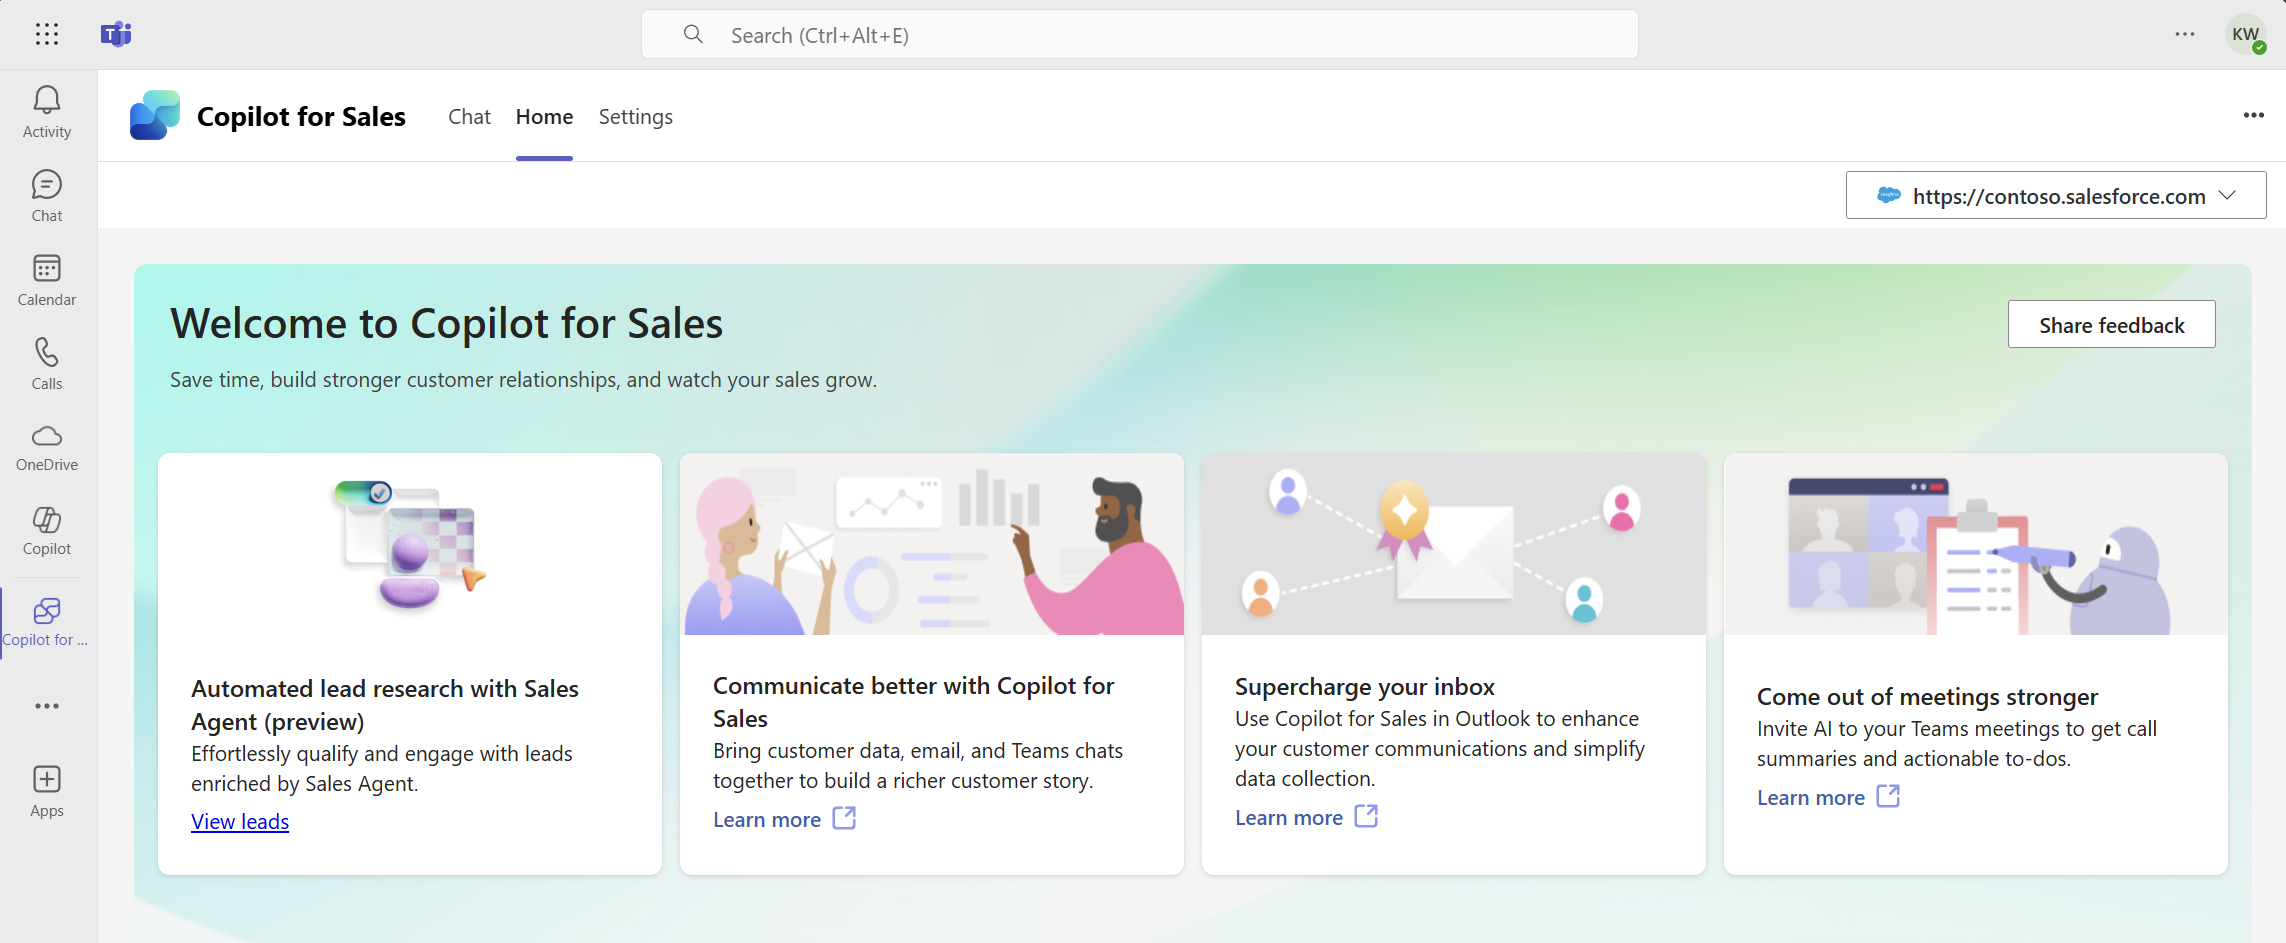 Search (Ctrl+Alt+E)
KW
Activity
Chat
Calendar
Calls
OneDrive
Copilot
Copilot for ...
Apps
Copilot for Sales
Chat
Home
Settings
https://contoso.salesforce.com
Welcome to Copilot for Sales
Save time, build stronger customer relationships, and watch your sales grow.
Share feedback
Automated lead research with Sales
Agent (preview)
Effortlessly qualify and engage with leads
enriched by Sales Agent.
View leads
Communicate better with Copilot for
Sales
Bring customer data, email, and Teams chats
together to build a richer customer story.
Learn more
Supercharge your inbox
Use Copilot for Sales in Outlook to enhance
your customer communications and simplify
data collection.
Learn more
Come out of meetings stronger
Invite AI to your Teams meetings to get call
summaries and actionable to-dos.
Learn more